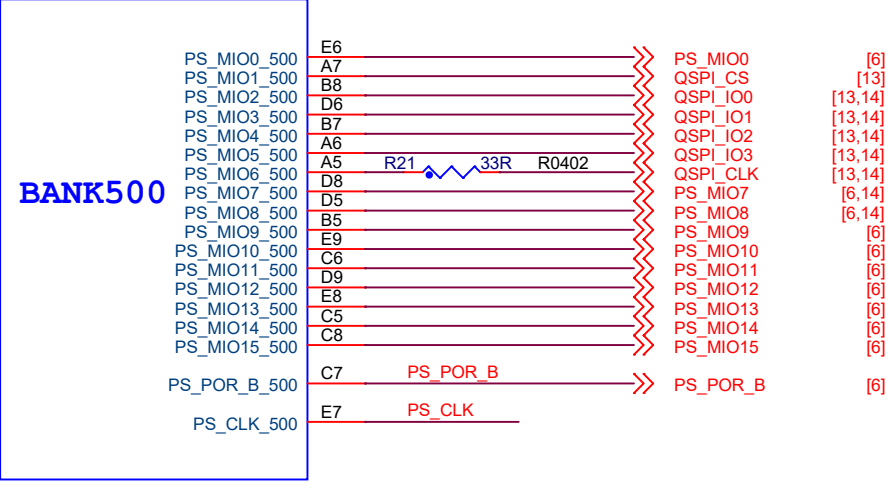 PS_MIO0_500 E6 PS_MIO0 [6]
PS_MIO1_500 A7 QSPI_CS [13]
PS_MIO2_500 B8 QSPI_IO0 [13,14]
PS_MIO3_500 D6 QSPI_IO1 [13,14]
PS_MIO4_500 B7 QSPI_IO2 [13,14]
PS_MIO5_500 A6 QSPI_IO3 [13,14]
PS_MIO6_500 A5 R21 33R R0402 QSPI_CLK [13,14]
BANK500
PS_MIO7_500 D8 PS_MIO7 [6,14]
PS_MIO8_500 D5 PS_MIO8 [6,14]
PS_MIO9_500 B5 PS_MIO9 [6]
PS_MIO10_500 E9 PS_MIO10 [6]
PS_MIO11_500 C6 PS_MIO11 [6]
PS_MIO12_500 D9 PS_MIO12 [6]
PS_MIO13_500 E8 PS_MIO13 [6]
PS_MIO14_500 C5 PS_MIO14 [6]
PS_MIO15_500 C8 PS_MIO15 [6]
PS_POR_B_500 C7 PS_POR_B PS_POR_B [6]
PS_CLK_500 E7 PS_CLK